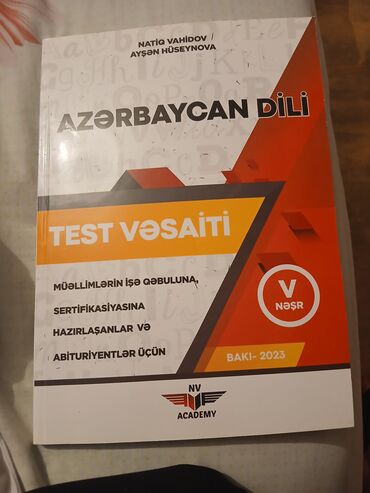 NATİQ VAHİDOV /
AYŞƏN HÜSEYNOVA
AZƏRBAYCAN DİLİ
TEST VƏSAİTİ
MÜƏLLİMLƏRİN İŞƏ QƏBULUNA,
SERTİFİKASİYASINA
HAZIRLAŞANLAR VƏ
ABİTURİYENTLƏR ÜÇÜN
V
NƏŞR
BAKI- 2023
NV
ACADEMY